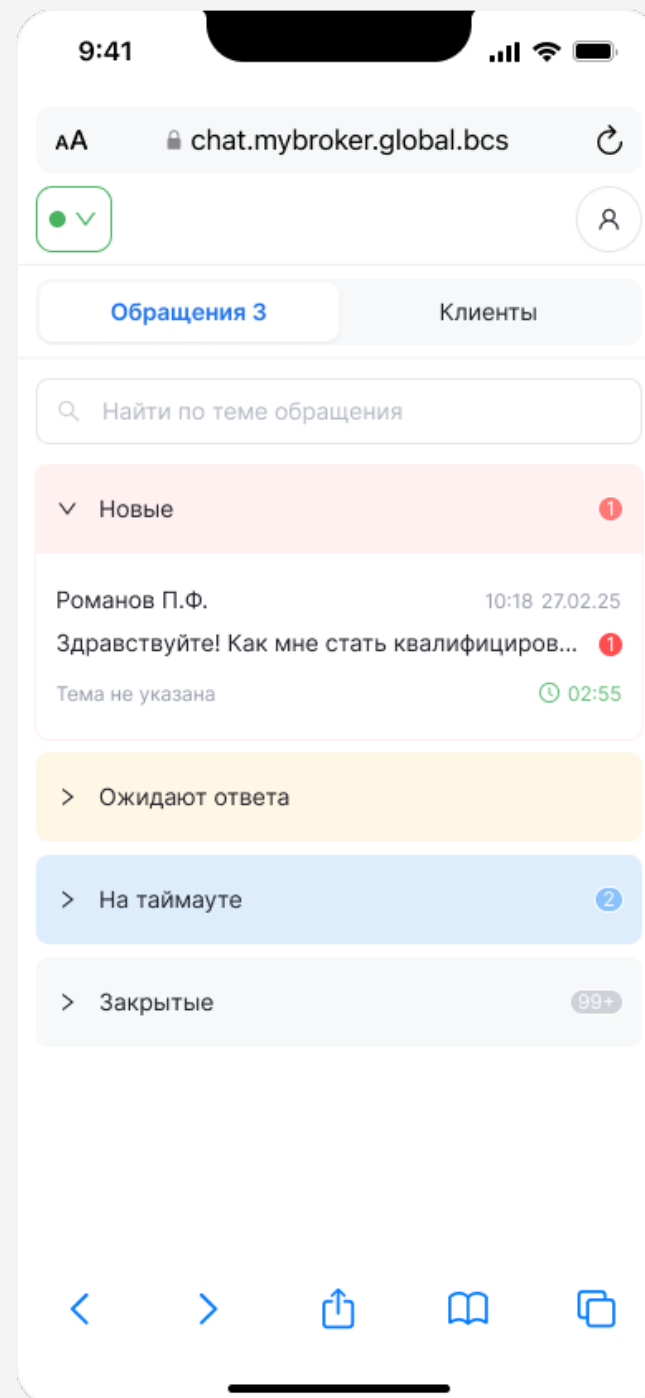 9:41
AA chat.mybroker.global.bcs
Обращения 3 Клиенты
Найти по теме обращения
Новые 1
Романов П.Ф. 10:18 27.02.25
Здравствуйте! Как мне стать квалифициров... 1
Тема не указана 02:55
Ожидают ответа
На таймауте 2
Закрытые 99+